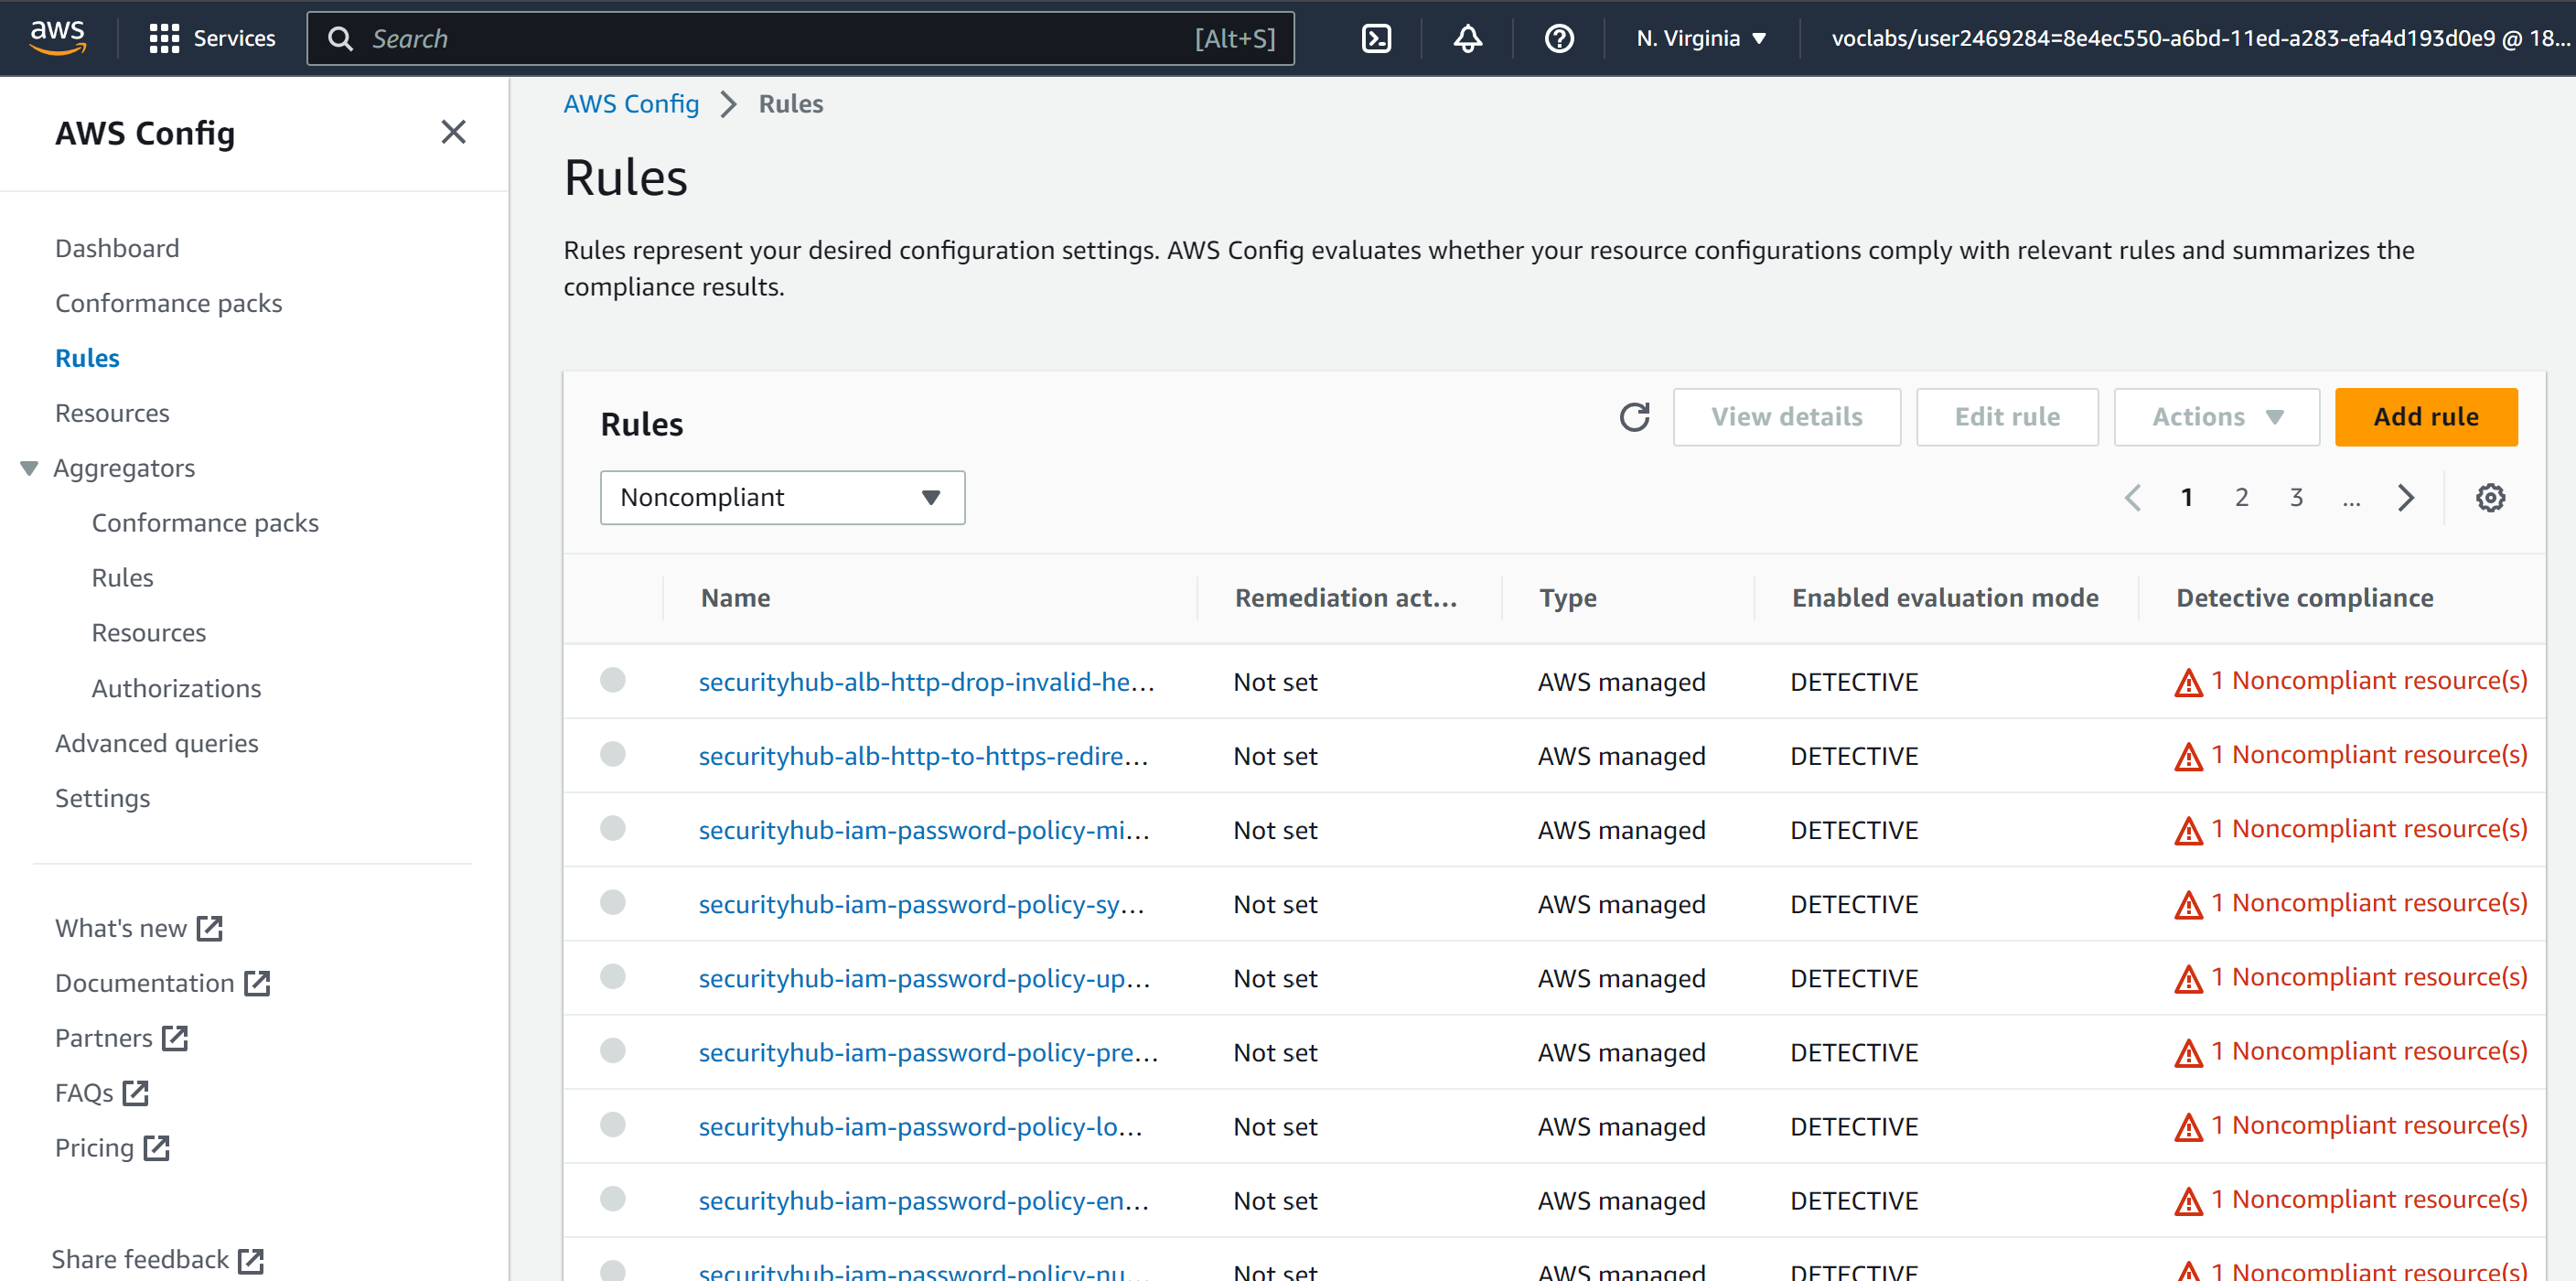 aws
Services
Search [Alt+S]
N. Virginia
voclabs/user2469284=8e4ec550-a6bd-11ed-a283-efa4d193d0e9 @ 18...
AWS Config
Dashboard
Conformance packs
Rules
Resources
Aggregators
Conformance packs
Rules
Resources
Authorizations
Advanced queries
Settings
What's new
Documentation
Partners
FAQs
Pricing
Share feedback
AWS Config > Rules
Rules
Rules represent your desired configuration settings. AWS Config evaluates whether your resource configurations comply with relevant rules and summarizes the
compliance results.
Rules
View details
Edit rule
Actions
Add rule
Noncompliant
1 2 3 ...
Name Remediation act... Type Enabled evaluation mode Detective compliance
securityhub-alb-http-drop-invalid-he... Not set AWS managed DETECTIVE 1 Noncompliant resource(s)
securityhub-alb-http-to-https-redire... Not set AWS managed DETECTIVE 1 Noncompliant resource(s)
securityhub-iam-password-policy-mi... Not set AWS managed DETECTIVE 1 Noncompliant resource(s)
securityhub-iam-password-policy-sy... Not set AWS managed DETECTIVE 1 Noncompliant resource(s)
securityhub-iam-password-policy-up... Not set AWS managed DETECTIVE 1 Noncompliant resource(s)
securityhub-iam-password-policy-pre... Not set AWS managed DETECTIVE 1 Noncompliant resource(s)
securityhub-iam-password-policy-lo... Not set AWS managed DETECTIVE 1 Noncompliant resource(s)
securityhub-iam-password-policy-en... Not set AWS managed DETECTIVE 1 Noncompliant resource(s)
securityhub-iam-password-policy-nu... Not set AWS managed DETECTIVE 1 Noncompliant resource(s)